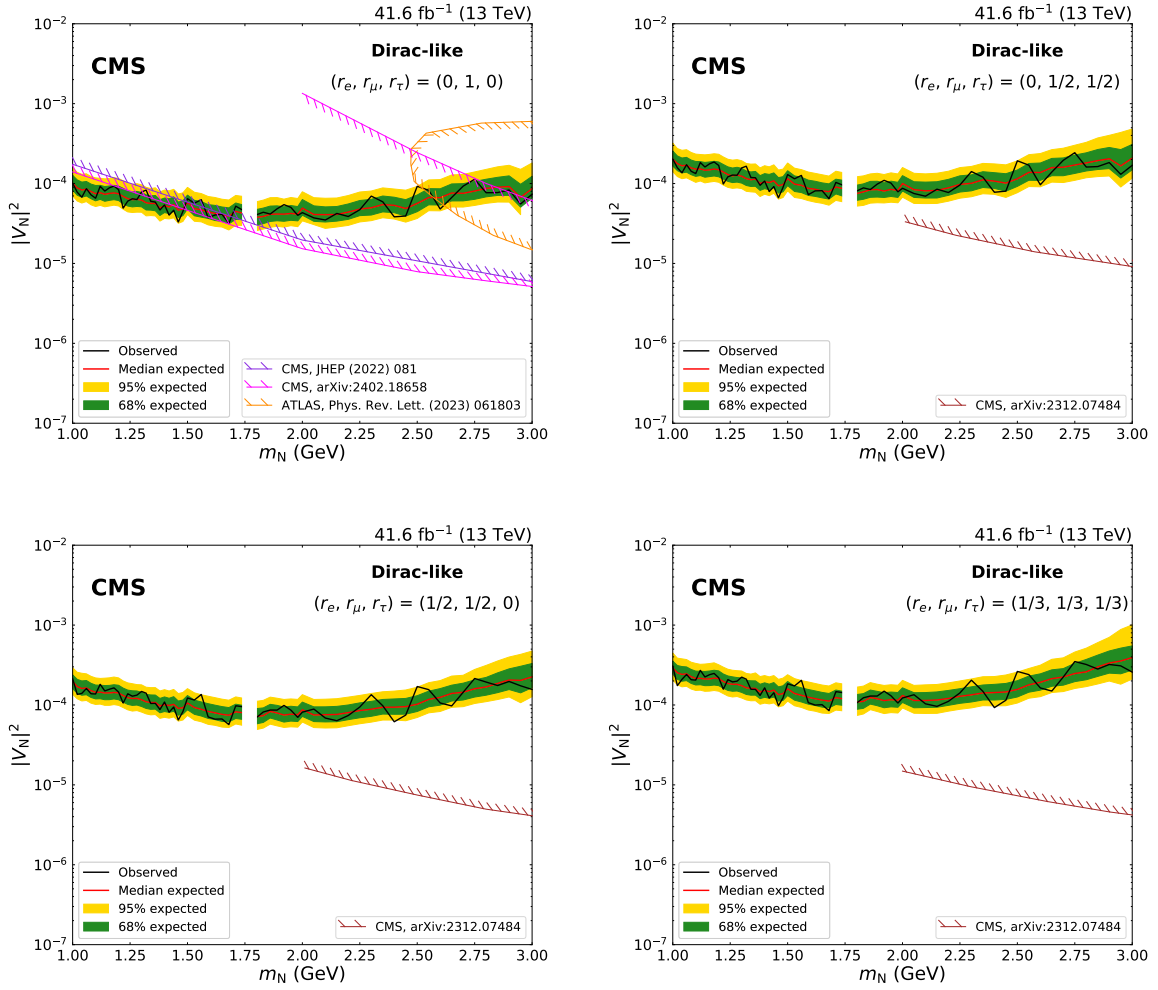 41.6 fb⁻¹ (13 TeV)
CMS
Dirac-like
(rₑ, r_μ, r_τ) = (0, 1, 0)
|V_N|²
10⁻²
10⁻³
10⁻⁴
10⁻⁵
10⁻⁶
10⁻⁷
Observed
Median expected
95% expected
68% expected
CMS, JHEP (2022) 081
CMS, arXiv:2402.18658
ATLAS, Phys. Rev. Lett. (2023) 061803
1.00 1.25 1.50 1.75 2.00 2.25 2.50 2.75 3.00
m_N (GeV)
41.6 fb⁻¹ (13 TeV)
CMS
Dirac-like
(rₑ, r_μ, r_τ) = (0, 1/2, 1/2)
|V_N|²
10⁻²
10⁻³
10⁻⁴
10⁻⁵
10⁻⁶
10⁻⁷
Observed
Median expected
95% expected
68% expected
CMS, arXiv:2312.07484
1.00 1.25 1.50 1.75 2.00 2.25 2.50 2.75 3.00
m_N (GeV)
41.6 fb⁻¹ (13 TeV)
CMS
Dirac-like
(rₑ, r_μ, r_τ) = (1/2, 1/2, 0)
|V_N|²
10⁻²
10⁻³
10⁻⁴
10⁻⁵
10⁻⁶
10⁻⁷
Observed
Median expected
95% expected
68% expected
CMS, arXiv:2312.07484
1.00 1.25 1.50 1.75 2.00 2.25 2.50 2.75 3.00
m_N (GeV)
41.6 fb⁻¹ (13 TeV)
CMS
Dirac-like
(rₑ, r_μ, r_τ) = (1/3, 1/3, 1/3)
|V_N|²
10⁻²
10⁻³
10⁻⁴
10⁻⁵
10⁻⁶
10⁻⁷
Observed
Median expected
95% expected
68% expected
CMS, arXiv:2312.07484
1.00 1.25 1.50 1.75 2.00 2.25 2.50 2.75 3.00
m_N (GeV)